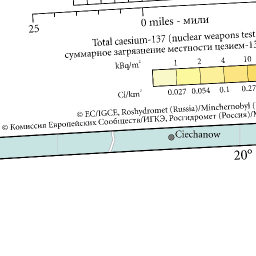 25
0 miles - мили
Total caesium-137 (nuclear weapons test
суммарное загрязнение местности цезием-13
kBq/m² 1 2 4 10
Ci/km² 0.027 0.054 0.1 0.27
© EC/IGCE, Roshydromet (Russia)/Minchernobyl (
© Комиссия Европейских Сообществ/ИГКЭ, Росгидромет (Россия)/М
Ciechanow
20°